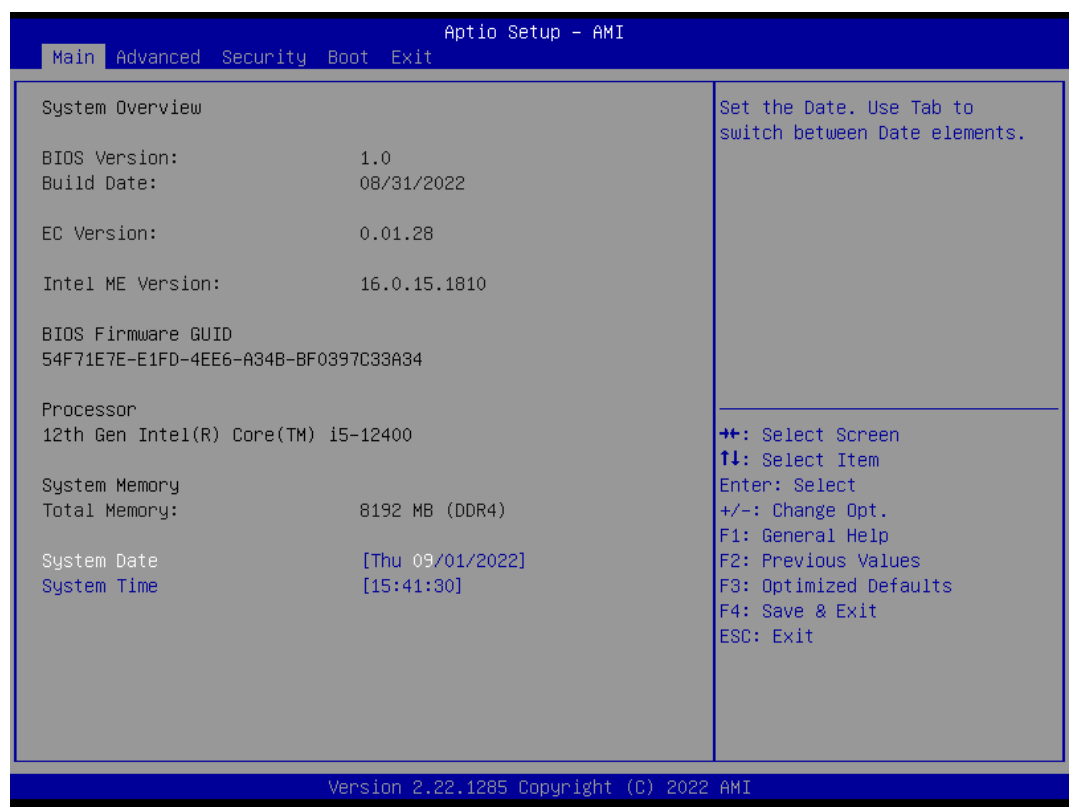 Aptio Setup – AMI
Main Advanced Security Boot Exit
System Overview
BIOS Version: 1.0
Build Date: 08/31/2022
EC Version: 0.01.28
Intel ME Version: 16.0.15.1810
BIOS Firmware GUID
54F71E7E-E1FD-4EE6-A34B-BF0397C33A34
Processor
12th Gen Intel(R) Core(TM) i5-12400
System Memory
Total Memory: 8192 MB (DDR4)
System Date [Thu 09/01/2022]
System Time [15:41:30]
Set the Date. Use Tab to
switch between Date elements.
→←: Select Screen
↑↓: Select Item
Enter: Select
+/-: Change Opt.
F1: General Help
F2: Previous Values
F3: Optimized Defaults
F4: Save & Exit
ESC: Exit
Version 2.22.1285 Copyright (C) 2022 AMI